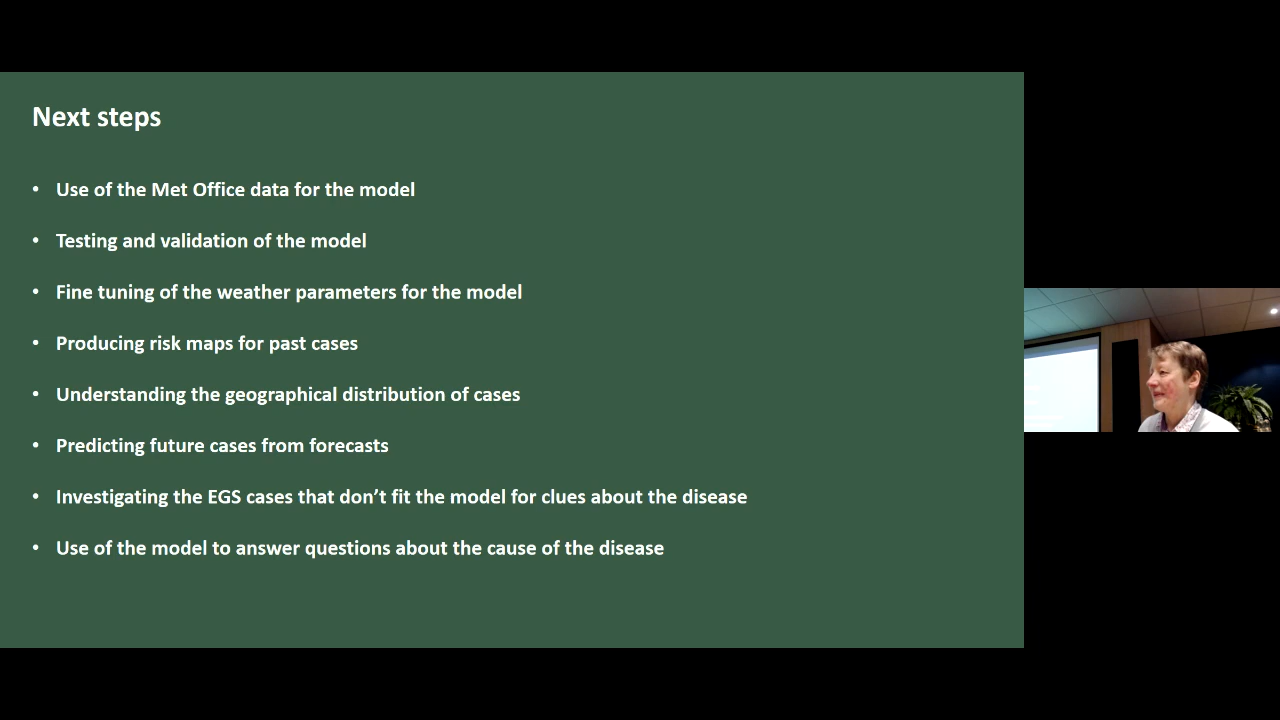 Next steps
• Use of the Met Office data for the model
• Testing and validation of the model
• Fine tuning of the weather parameters for the model
• Producing risk maps for past cases
• Understanding the geographical distribution of cases
• Predicting future cases from forecasts
• Investigating the EGS cases that don’t fit the model for clues about the disease
• Use of the model to answer questions about the cause of the disease